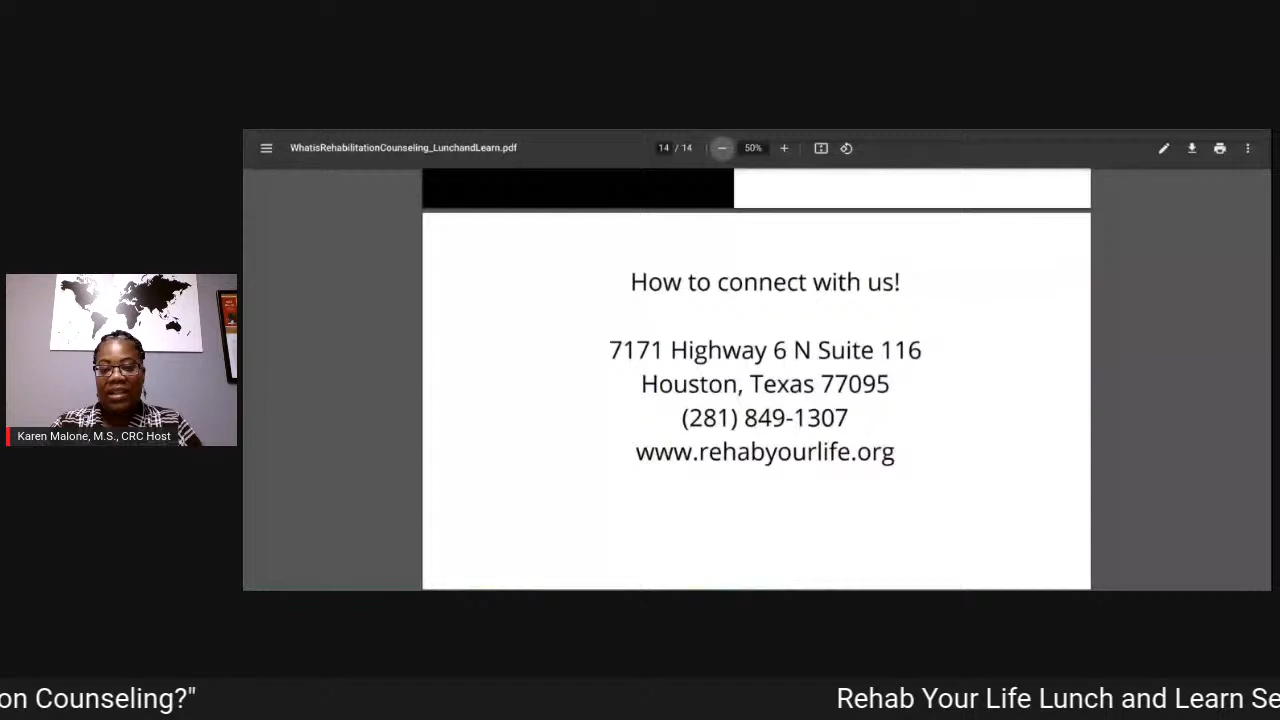 WhatisRehabilitationCounseling_LunchandLearn.pdf
14 / 14
50%
How to connect with us!
7171 Highway 6 N Suite 116
Houston, Texas 77095
(281) 849-1307
www.rehabyourlife.org
Karen Malone, M.S., CRC Host
on Counseling?" Rehab Your Life Lunch and Learn Se